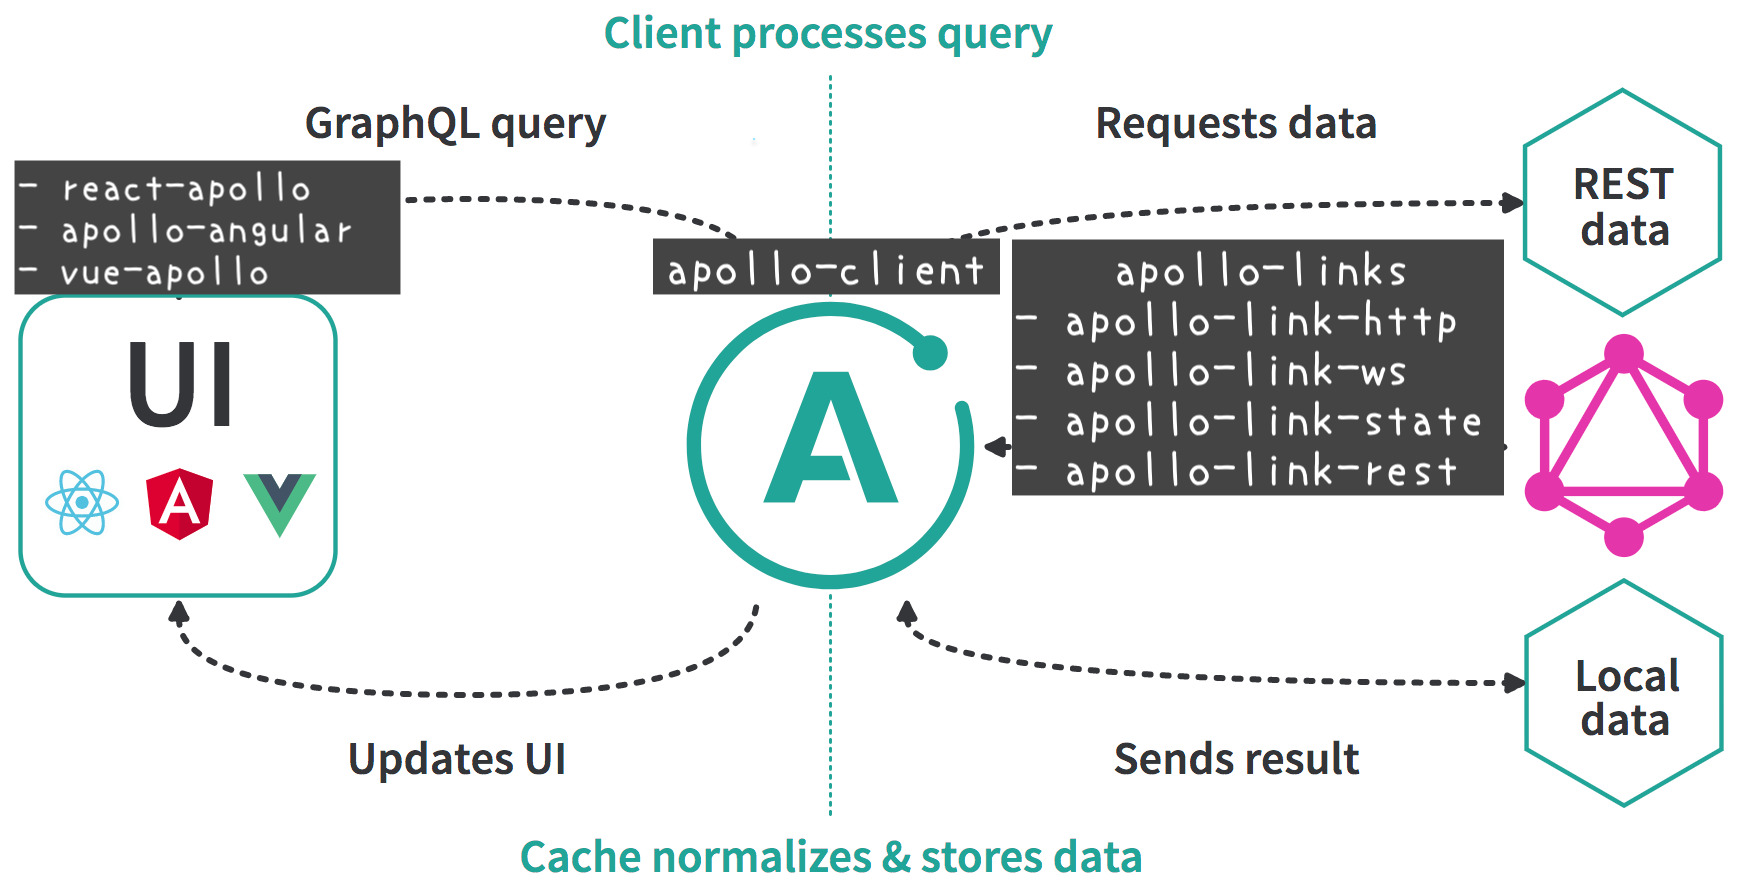 Client processes query
GraphQL query
Requests data
- react-apollo
- apollo-angular
- vue-apollo
apollo-client
apollo-links
- apollo-link-http
- apollo-link-ws
- apollo-link-state
- apollo-link-rest
REST
data
UI
A
A
Local
data
Updates UI
Sends result
Cache normalizes & stores data